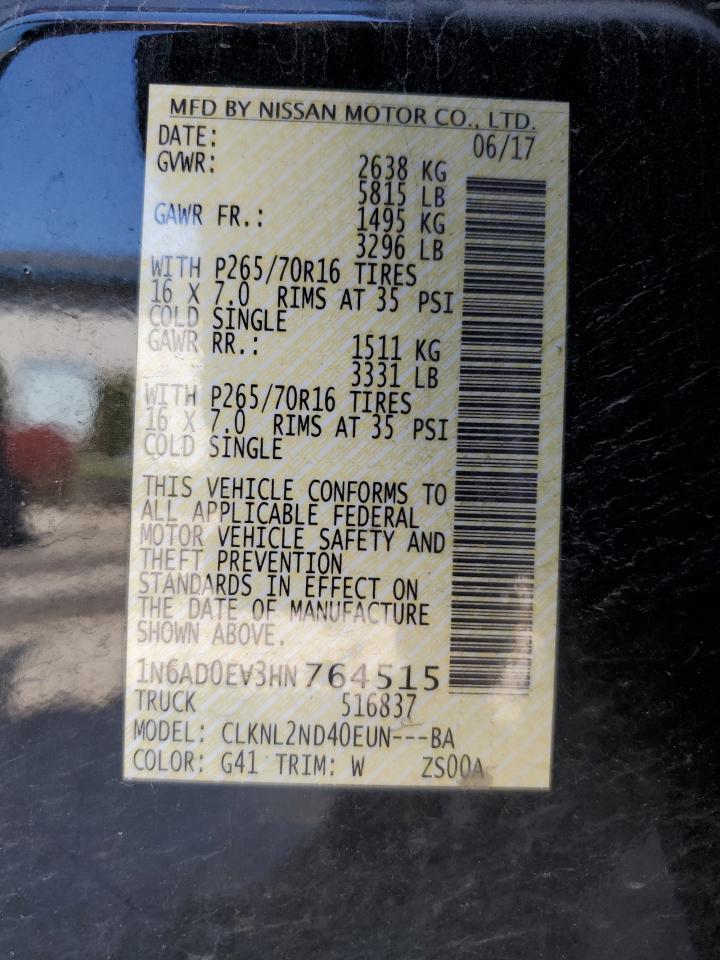 MFD BY NISSAN MOTOR CO., LTD.
DATE: 06/17
GVWR: 2638 KG
5815 LB
GAWR FR.: 1495 KG
3296 LB
WITH P265/70R16 TIRES
16 X 7.0 RIMS AT 35 PSI
COLD SINGLE
GAWR RR.: 1511 KG
3331 LB
WITH P265/70R16 TIRES
16 X 7.0 RIMS AT 35 PSI
COLD SINGLE
THIS VEHICLE CONFORMS TO
ALL APPLICABLE FEDERAL
MOTOR VEHICLE SAFETY AND
THEFT PREVENTION
STANDARDS IN EFFECT ON
THE DATE OF MANUFACTURE
SHOWN ABOVE.
1N6AD0EV3HN764515
TRUCK 516837
MODEL: CLKNL2ND40EUN---BA
COLOR: G41 TRIM: W ZS00A